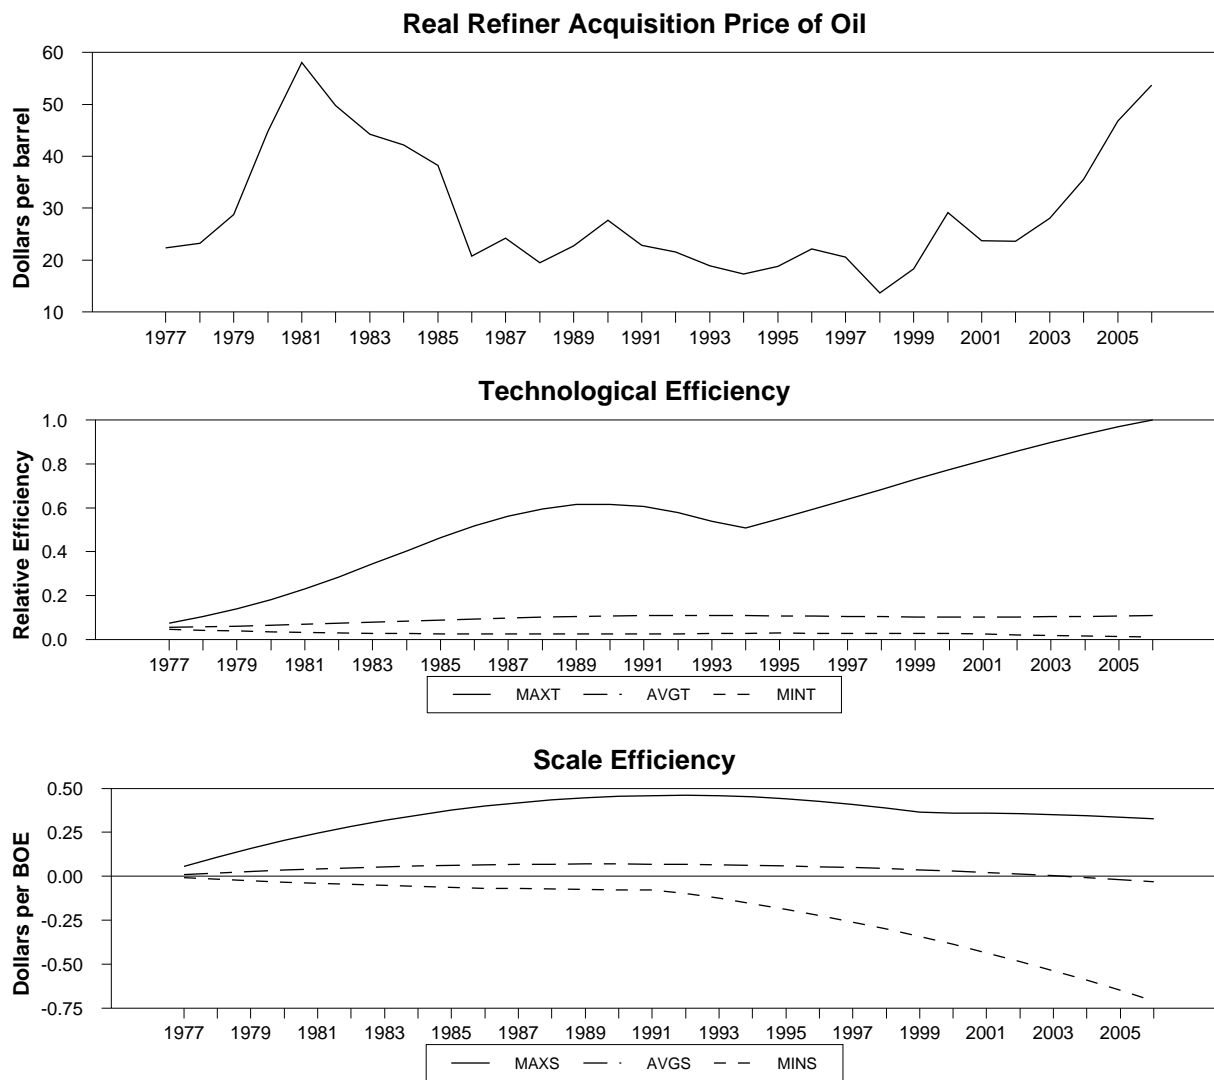 Real Refiner Acquisition Price of Oil
Dollars per barrel
60
50
40
30
20
10
1977 1979 1981 1983 1985 1987 1989 1991 1993 1995 1997 1999 2001 2003 2005
Technological Efficiency
Relative Efficiency
1.0
0.8
0.6
0.4
0.2
0.0
1977 1979 1981 1983 1985 1987 1989 1991 1993 1995 1997 1999 2001 2003 2005
MAXT AVGT MINT
Scale Efficiency
Dollars per BOE
0.50
0.25
0.00
-0.25
-0.50
-0.75
1977 1979 1981 1983 1985 1987 1989 1991 1993 1995 1997 1999 2001 2003 2005
MAXS AVGS MINS